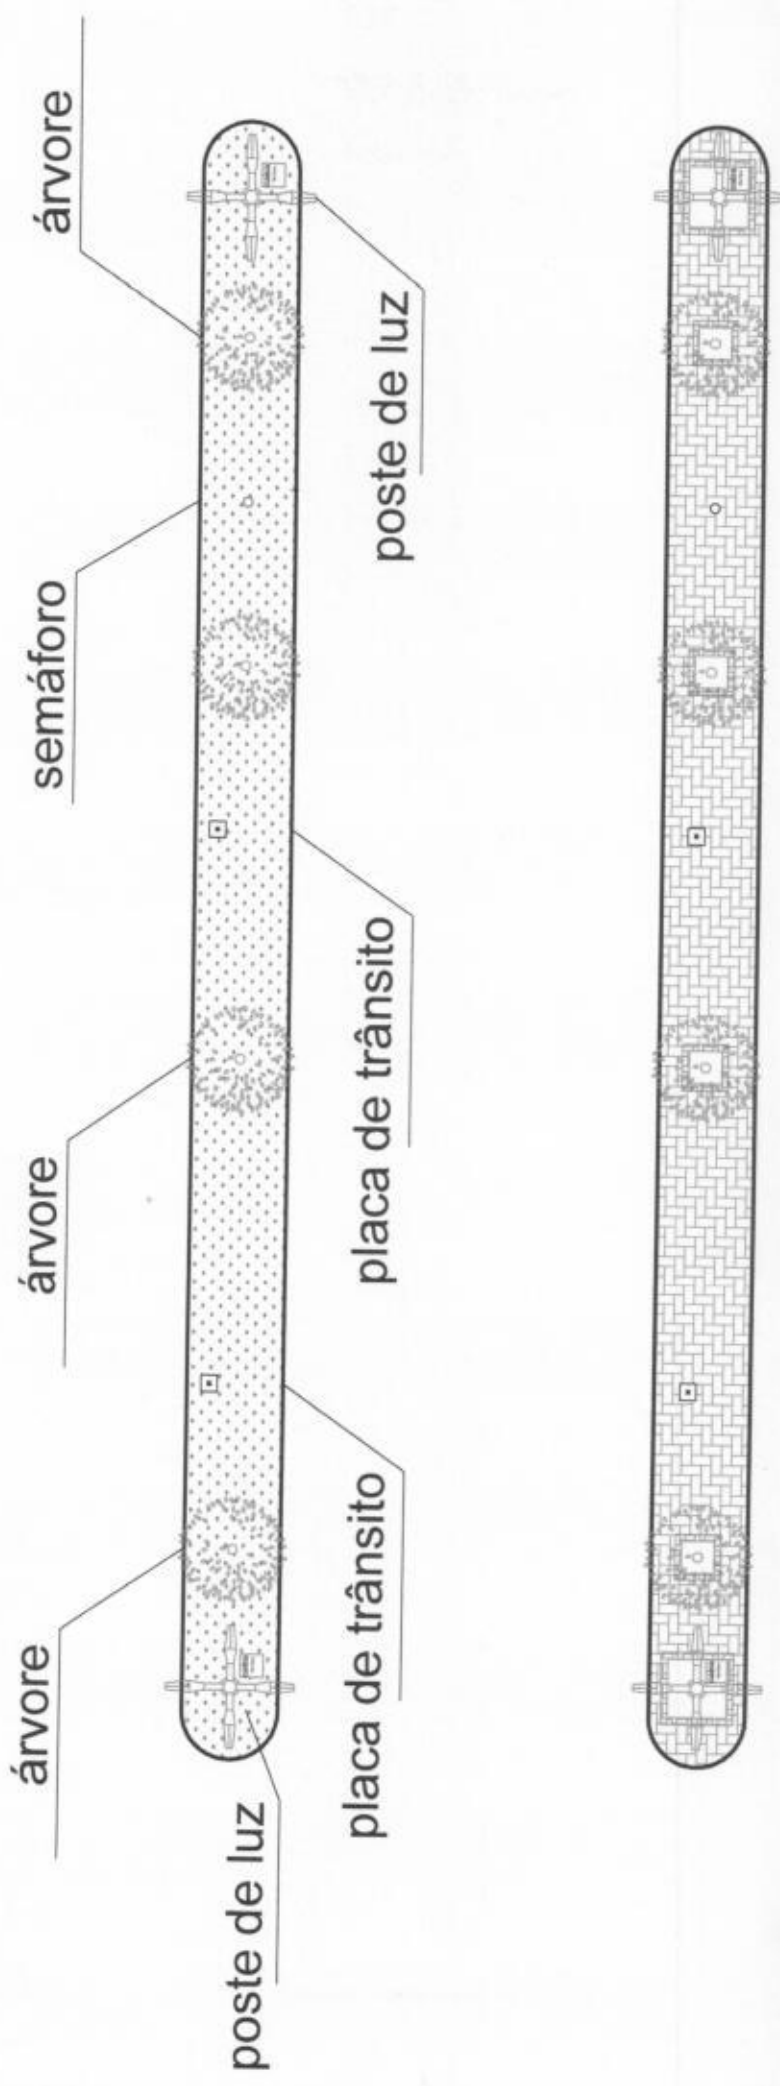 árvore
semáforo
árvore
árvore
poste de luz
placa de trânsito
placa de trânsito
poste de luz